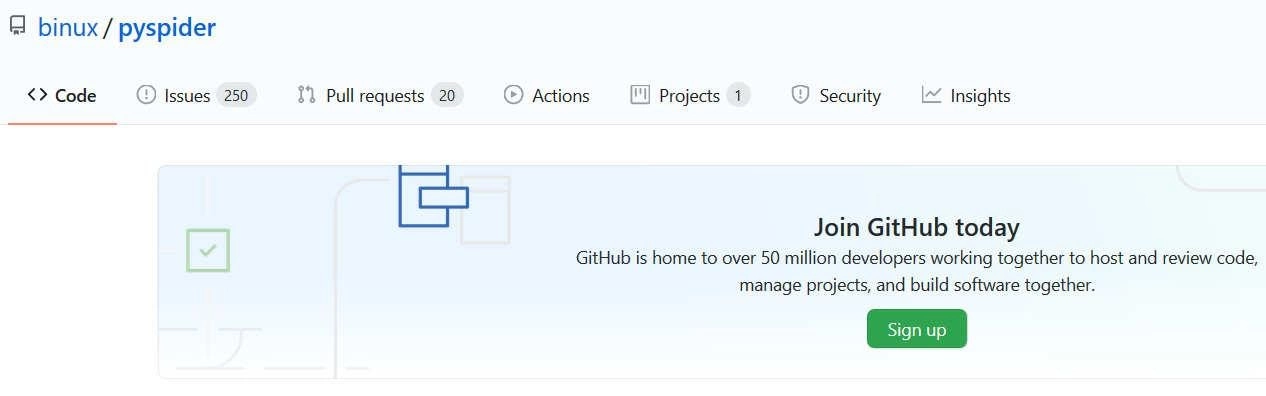 binux / pyspider
Code Issues 250 Pull requests 20 Actions Projects 1 Security Insights
Join GitHub today
GitHub is home to over 50 million developers working together to host and review code,
manage projects, and build software together.
Sign up